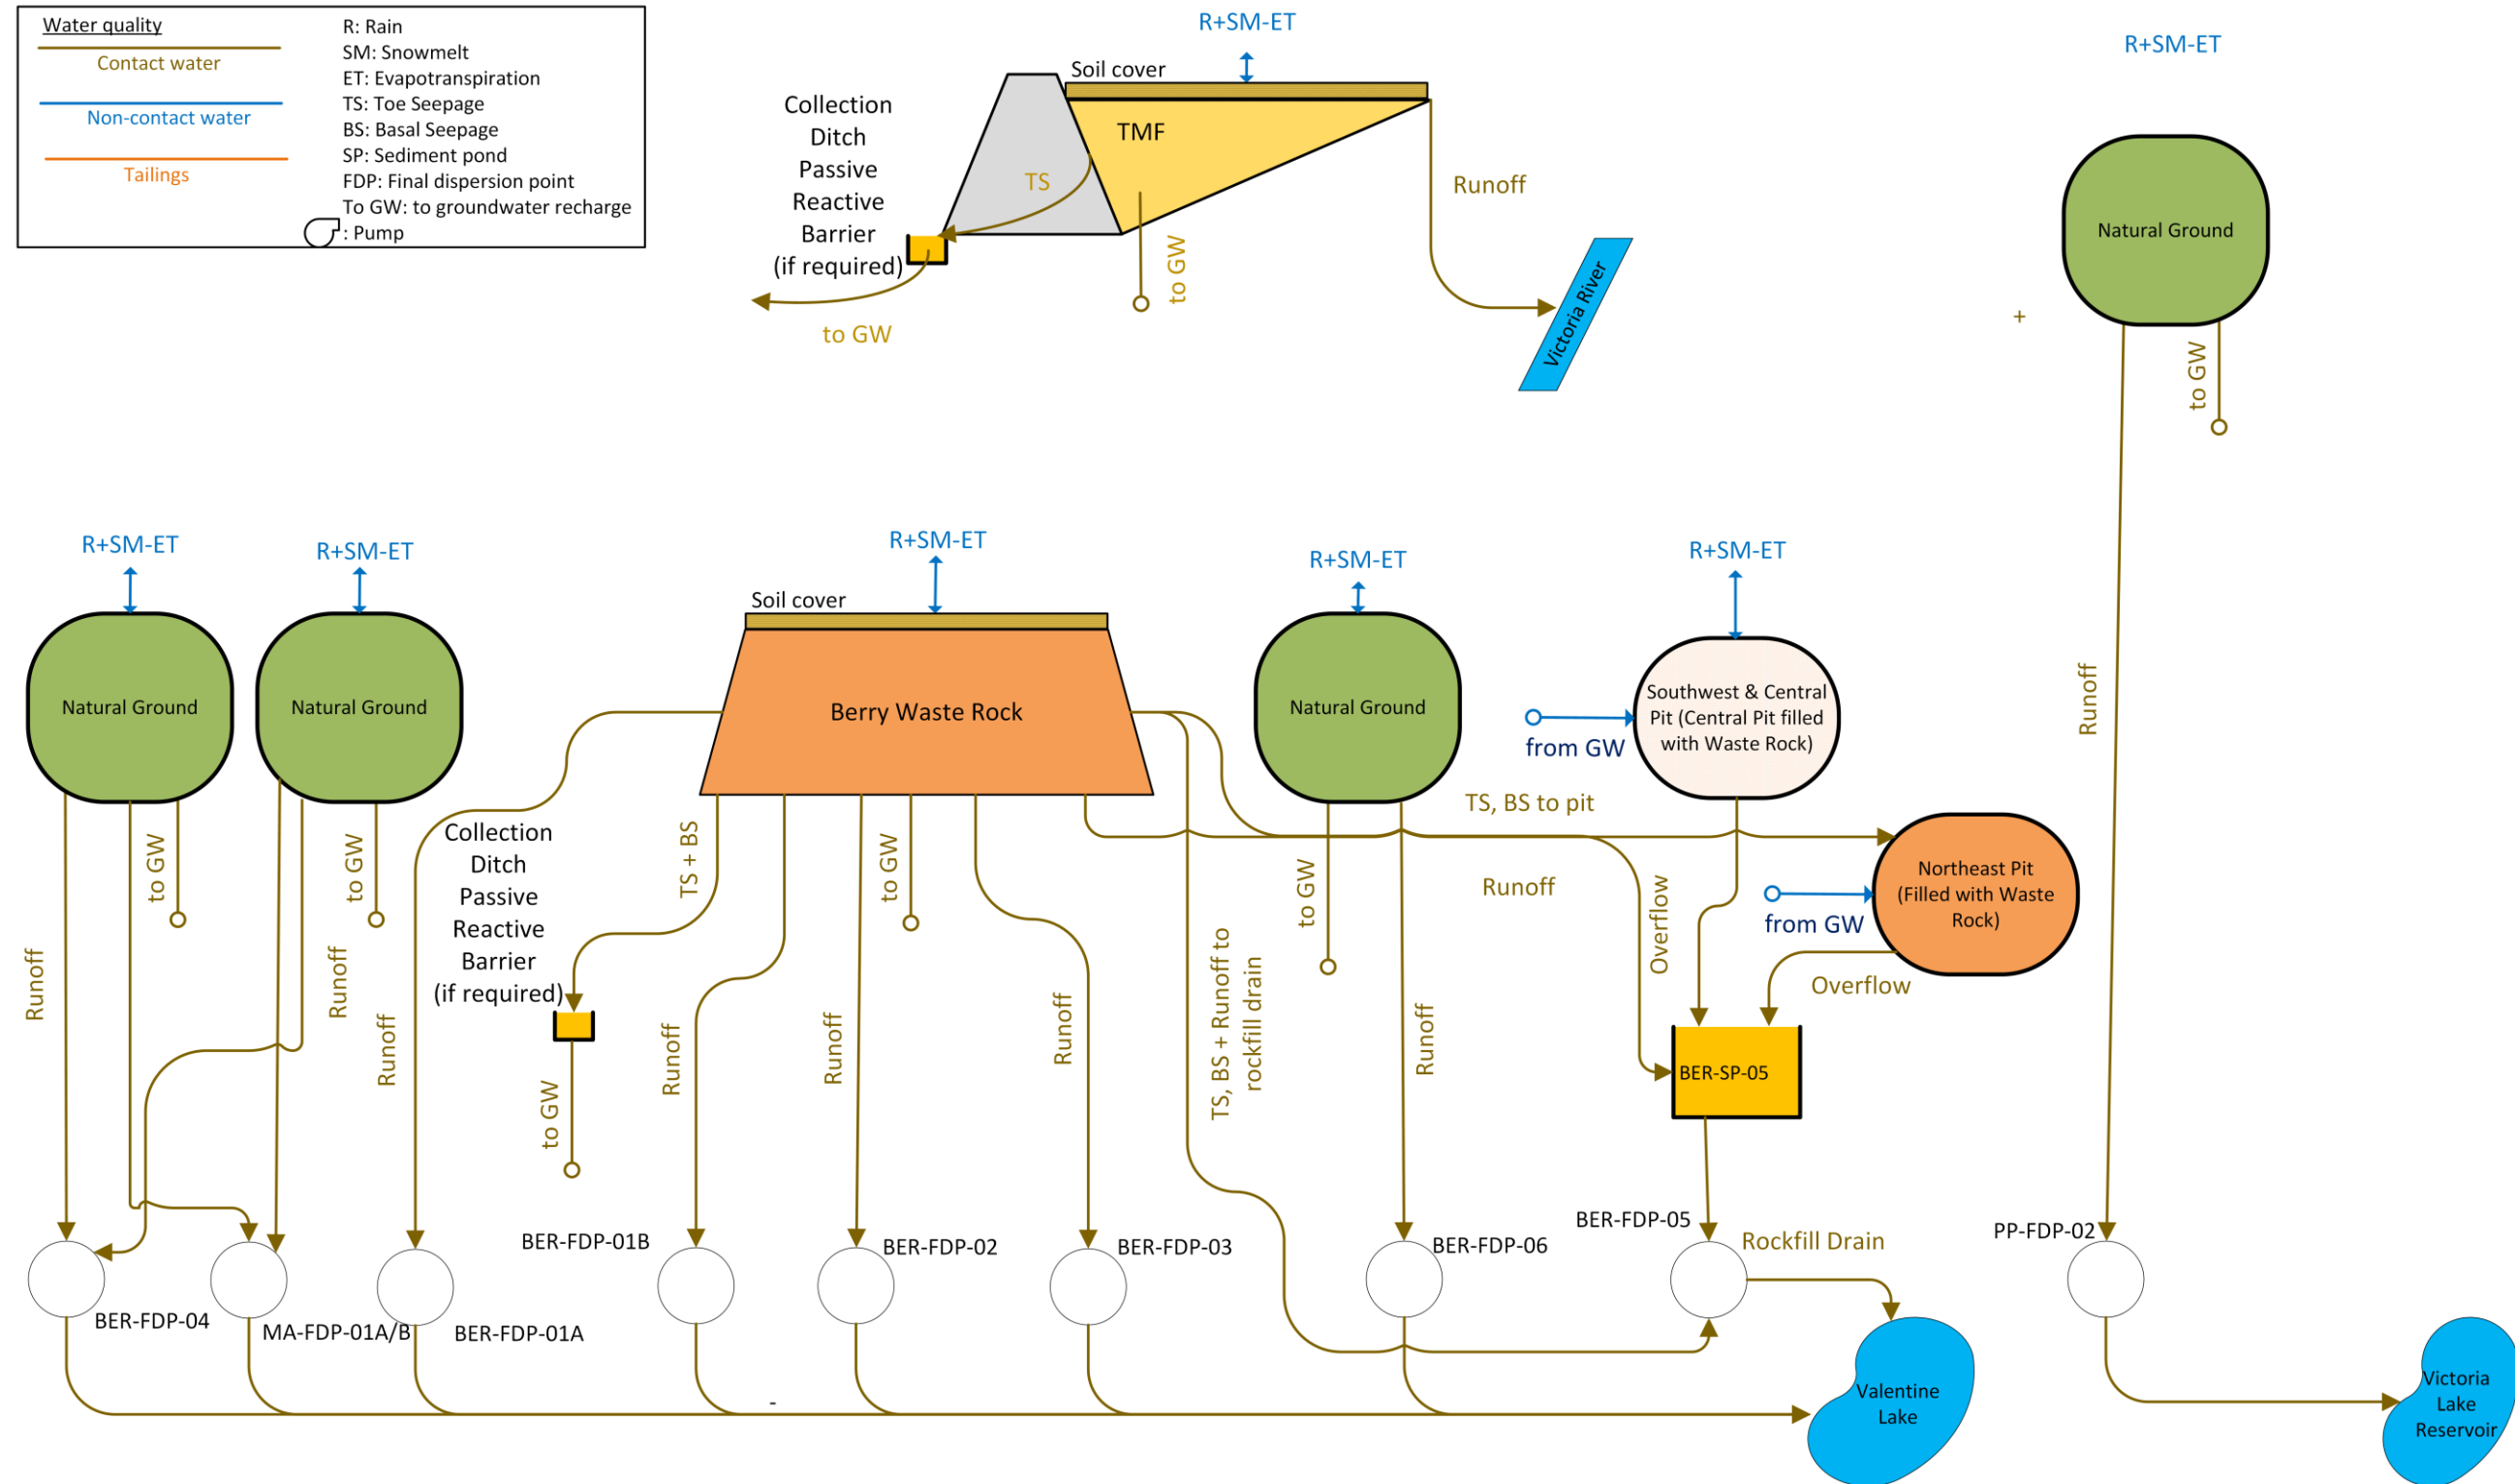 Water quality
Contact water
Non-contact water
Tailings
R: Rain
SM: Snowmelt
ET: Evapotranspiration
TS: Toe Seepage
BS: Basal Seepage
SP: Sediment pond
FDP: Final dispersion point
To GW: to groundwater recharge
: Pump
R+SM-ET
Soil cover
TMF
TS
Collection
Ditch
Passive
Reactive
Barrier
(if required)
to GW
to GW
Runoff
Victoria River
R+SM-ET
Natural Ground
+
to GW
Runoff
R+SM-ET
R+SM-ET
R+SM-ET
R+SM-ET
R+SM-ET
Soil cover
Natural Ground
Natural Ground
Berry Waste Rock
Natural Ground
Southwest & Central
Pit (Central Pit filled
with Waste Rock)
from GW
TS, BS to pit
Northeast Pit
(Filled with Waste
Rock)
from GW
Overflow
Overflow
Runoff
to GW
to GW
Collection
Ditch
Passive
Reactive
Barrier
(if required)
TS + BS
to GW
to GW
Runoff
Runoff
Runoff
to GW
Runoff
Runoff
Runoff
TS, BS + Runoff to
rockfill drain
Runoff
BER-SP-05
BER-FDP-04
MA-FDP-01A/B
BER-FDP-01A
BER-FDP-01B
BER-FDP-02
BER-FDP-03
BER-FDP-06
BER-FDP-05
Rockfill Drain
PP-FDP-02
-
Valentine
Lake
Victoria
Lake
Reservoir